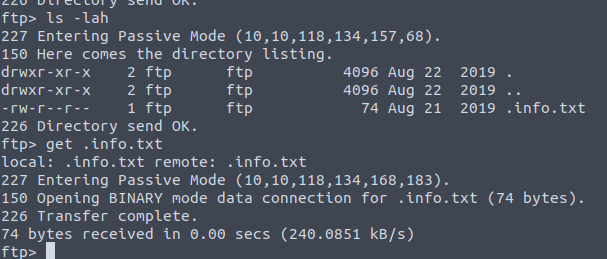 226 Directory send OK.
ftp> ls -lah
227 Entering Passive Mode (10,10,118,134,157,68).
150 Here comes the directory listing.
drwxr-xr-x    2 ftp      ftp          4096 Aug 22  2019 .
drwxr-xr-x    2 ftp      ftp          4096 Aug 22  2019 ..
-rw-r--r--    1 ftp      ftp            74 Aug 21  2019 .info.txt
226 Directory send OK.
ftp> get .info.txt
local: .info.txt remote: .info.txt
227 Entering Passive Mode (10,10,118,134,168,183).
150 Opening BINARY mode data connection for .info.txt (74 bytes).
226 Transfer complete.
74 bytes received in 0.00 secs (240.0851 kB/s)
ftp>